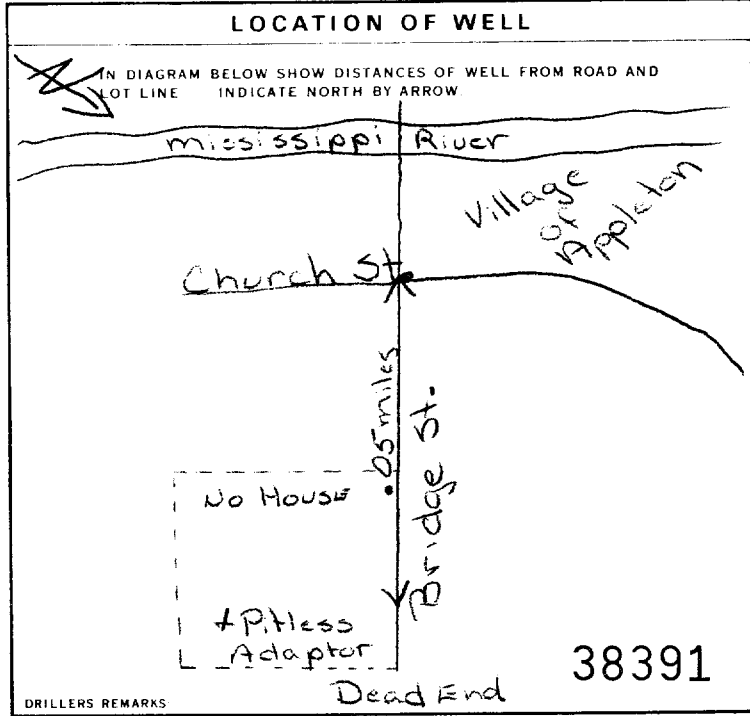 LOCATION OF WELL
IN DIAGRAM BELOW SHOW DISTANCES OF WELL FROM ROAD AND
LOT LINE INDICATE NORTH BY ARROW
Mississippi River
Village
of
Appleton
Church St
.05 miles
Bridge St.
No House
+ Pitless
Adaptor
38391
Dead End
DRILLERS REMARKS